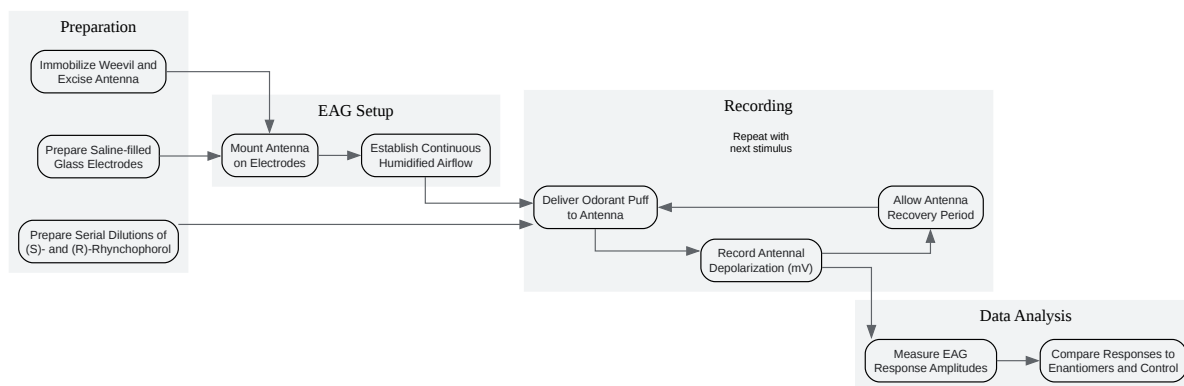 Preparation
Immobilize Weevil and
Excise Antenna
Prepare Saline-filled
Glass Electrodes
Prepare Serial Dilutions of
(S)- and (R)-Rhynchophorol
EAG Setup
Mount Antenna
on Electrodes
Establish Continuous
Humidified Airflow
Recording
Repeat with
next stimulus
Deliver Odorant Puff
to Antenna
Allow Antenna
Recovery Period
Record Antennal
Depolarization (mV)
Data Analysis
Measure EAG
Response Amplitudes
Compare Responses to
Enantiomers and Control